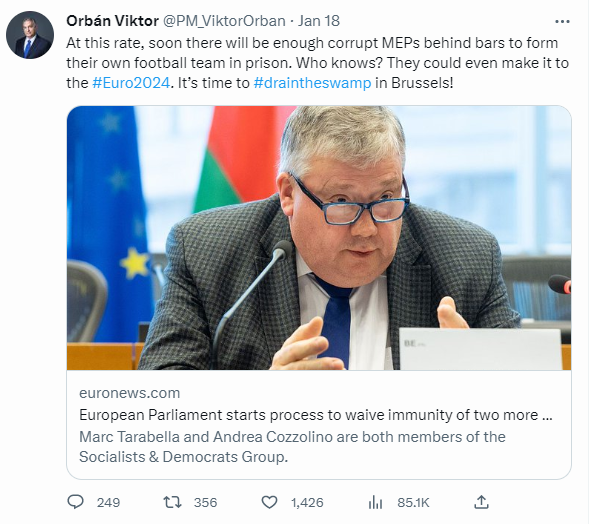 Orbán Viktor @PM_ViktorOrban · Jan 18
At this rate, soon there will be enough corrupt MEPs behind bars to form
their own football team in prison. Who knows? They could even make it to
the #Euro2024. It’s time to #draintheswamp in Brussels!
BE
euronews.com
European Parliament starts process to waive immunity of two more ...
Marc Tarabella and Andrea Cozzolino are both members of the
Socialists & Democrats Group.
249 356 1,426 85.1K